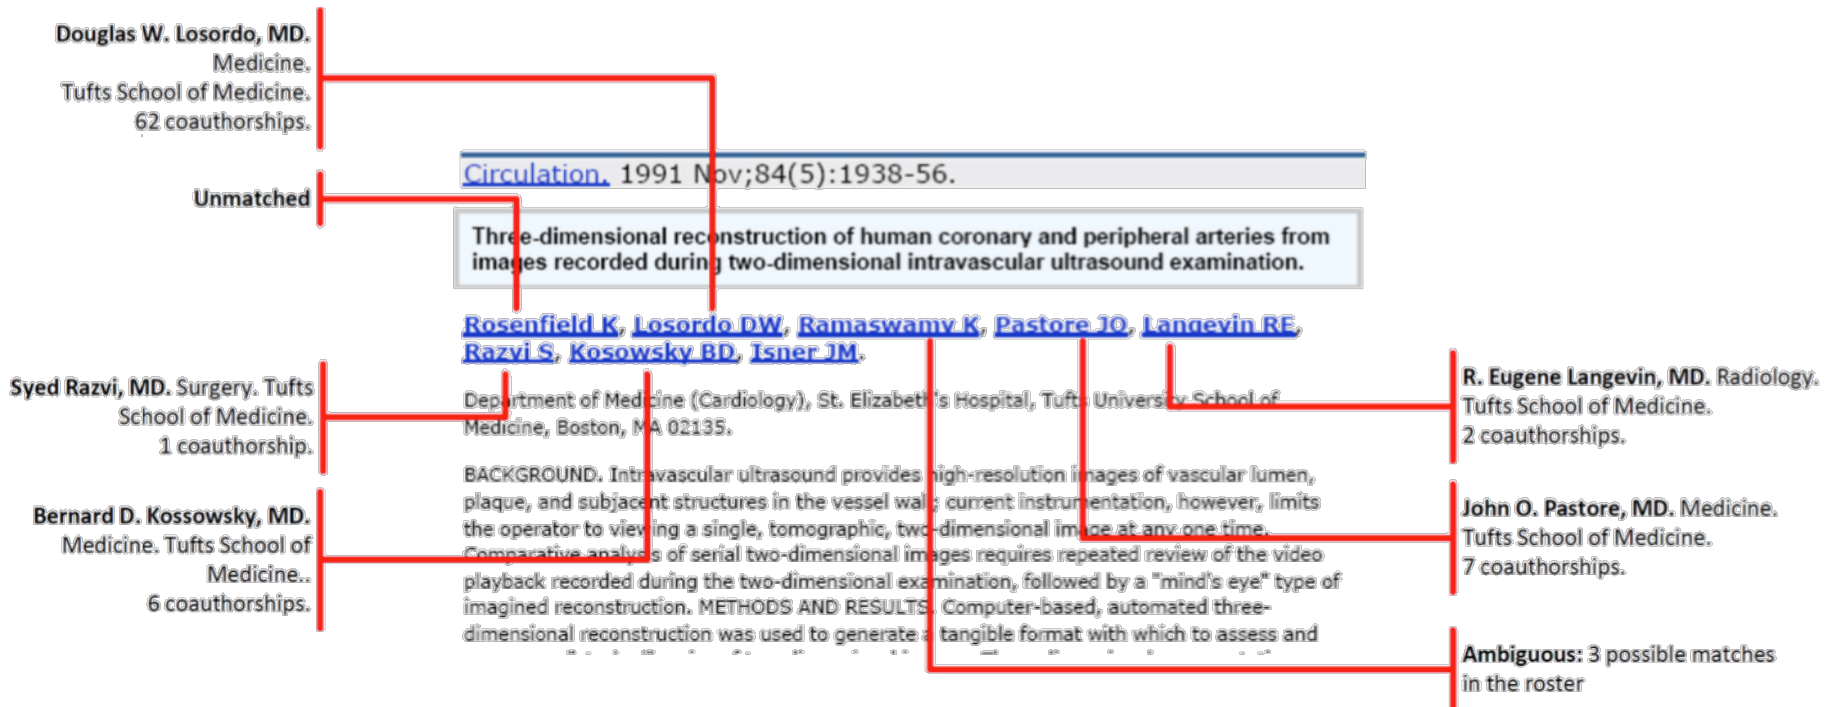 Douglas W. Losordo, MD.
Medicine.
Tufts School of Medicine.
62 coauthorships.
Unmatched
Circulation. 1991 Nov;84(5):1938-56.
Three-dimensional reconstruction of human coronary and peripheral arteries from
images recorded during two-dimensional intravascular ultrasound examination.
Rosenfield K, Losordo DW, Ramaswamy K, Pastore JO, Langevin RE,
Razvi S, Kosowsky BD, Isner JM.
Department of Medicine (Cardiology), St. Elizabeth's Hospital, Tufts University School of
Medicine, Boston, MA 02135.
BACKGROUND. Intravascular ultrasound provides high-resolution images of vascular lumen,
plaque, and subjacent structures in the vessel wall; current instrumentation, however, limits
the operator to viewing a single, tomographic, two-dimensional image at any one time.
Comparative analysis of serial two-dimensional images requires repeated review of the video
playback recorded during the two-dimensional examination, followed by a "mind's eye" type of
imagined reconstruction. METHODS AND RESULTS. Computer-based, automated three-
dimensional reconstruction was used to generate a tangible format with which to assess and
Syed Razvi, MD. Surgery. Tufts
School of Medicine.
1 coauthorship.
Bernard D. Kossowsky, MD.
Medicine. Tufts School of
Medicine..
6 coauthorships.
R. Eugene Langevin, MD. Radiology.
Tufts School of Medicine.
2 coauthorships.
John O. Pastore, MD. Medicine.
Tufts School of Medicine.
7 coauthorships.
Ambiguous: 3 possible matches
in the roster